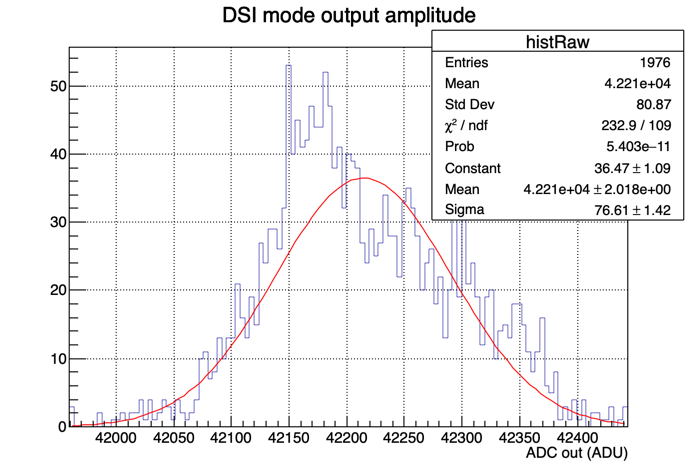 DSI mode output amplitude
histRaw
Entries 1976
Mean 4.221e+04
Std Dev 80.87
χ² / ndf 232.9 / 109
Prob 5.403e−11
Constant 36.47 ± 1.09
Mean 4.221e+04 ± 2.018e+00
Sigma 76.61 ± 1.42
50
40
30
20
10
0
42000 42050 42100 42150 42200 42250 42300 42350 42400
ADC out (ADU)